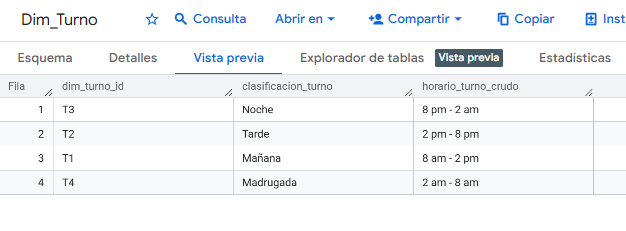 Dim_Turno Consulta Abrir en Compartir Copiar Inst
Esquema Detalles Vista previa Explorador de tablas Vista previa Estadísticas
Fila dim_turno_id clasificacion_turno horario_turno_crudo
1 T3 Noche 8 pm - 2 am
2 T2 Tarde 2 pm - 8 pm
3 T1 Mañana 8 am - 2 pm
4 T4 Madrugada 2 am - 8 am